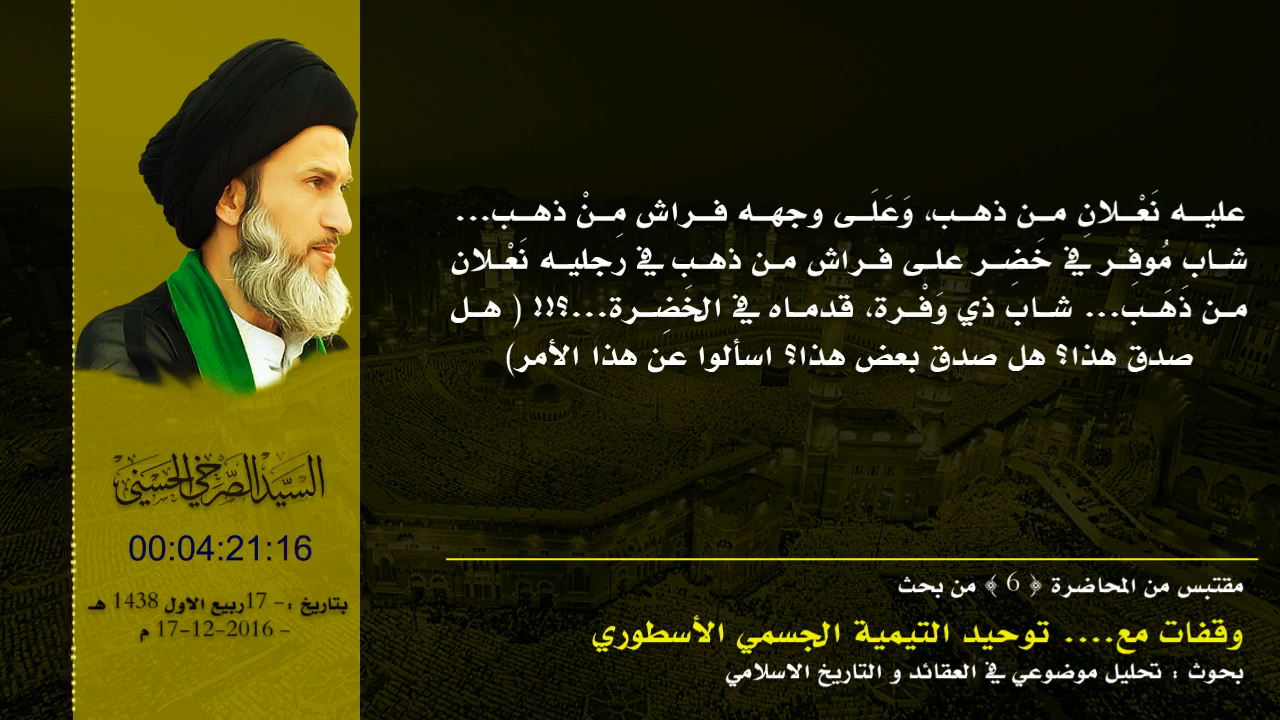 عليه نَعْلانِ من ذهب، وَعَلَى وجهه فراش مِنْ ذهب...
شاب مُوفِر في خَضِر على فراش من ذهب في رجليه نَعْلان
من ذَهَب... شاب ذي وَفْرة، قدماه في الخَضِرة...؟!! ( هل
صدق هذا؟ هل صدق بعض هذا؟ اسألوا عن هذا الأمر)
السيد الصرخي الحسني
00:04:21:16
بتاريخ :- 17ربيع الاول 1438 هـ
- 2016-12-17 م
مقتبس من المحاضرة ﴿ 6 ﴾ من بحث
وقفات مع.... توحيد التيمية الجسمي الأسطوري
بحوث : تحليل موضوعي في العقائد و التاريخ الاسلامي